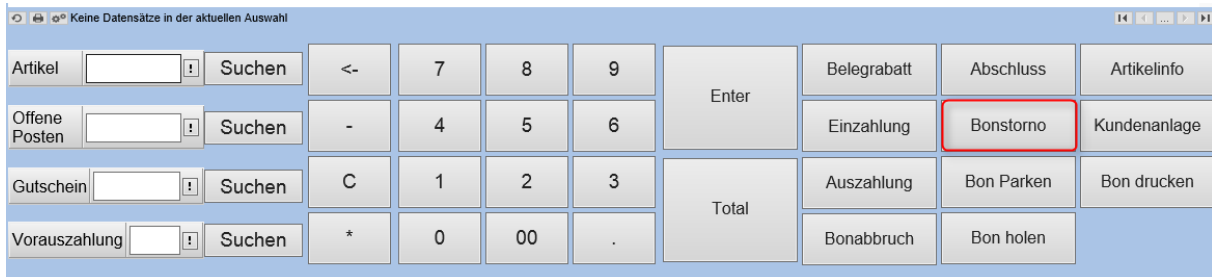 Keine Datensätze in der aktuellen Auswahl
...
Artikel ! Suchen <- 7 8 9 Enter Belegrabatt Abschluss Artikelinfo
Offene
Posten ! Suchen - 4 5 6 Einzahlung Bonstorno Kundenanlage
Gutschein ! Suchen C 1 2 3 Total Auszahlung Bon Parken Bon drucken
Vorauszahlung ! Suchen * 0 00 . Bonabbruch Bon holen